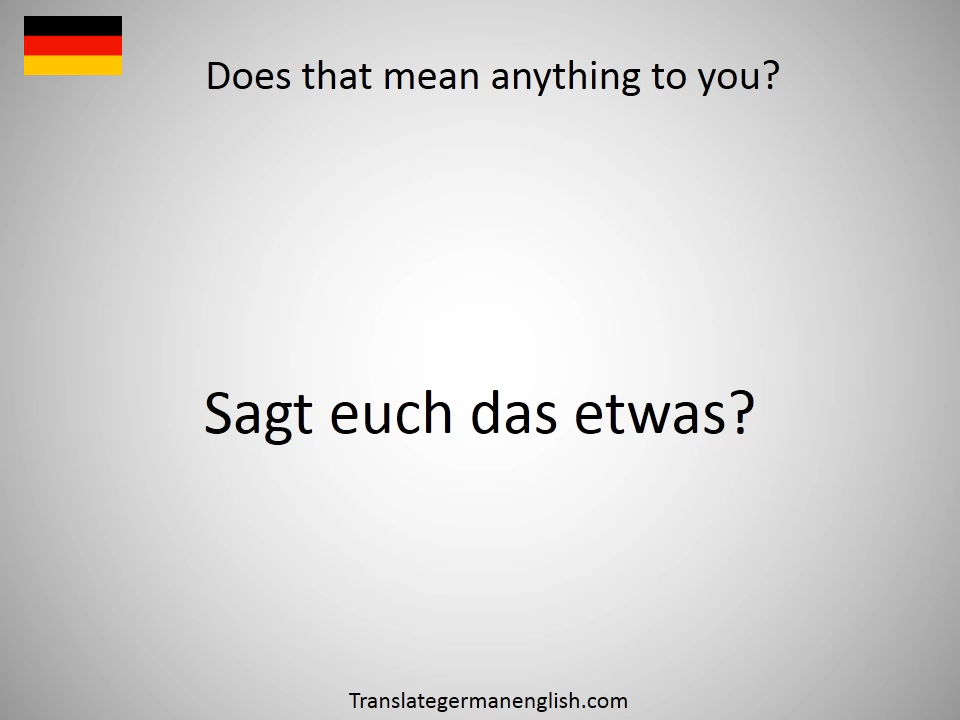 Does that mean anything to you?
Sagt euch das etwas?
Translategermanenglish.com